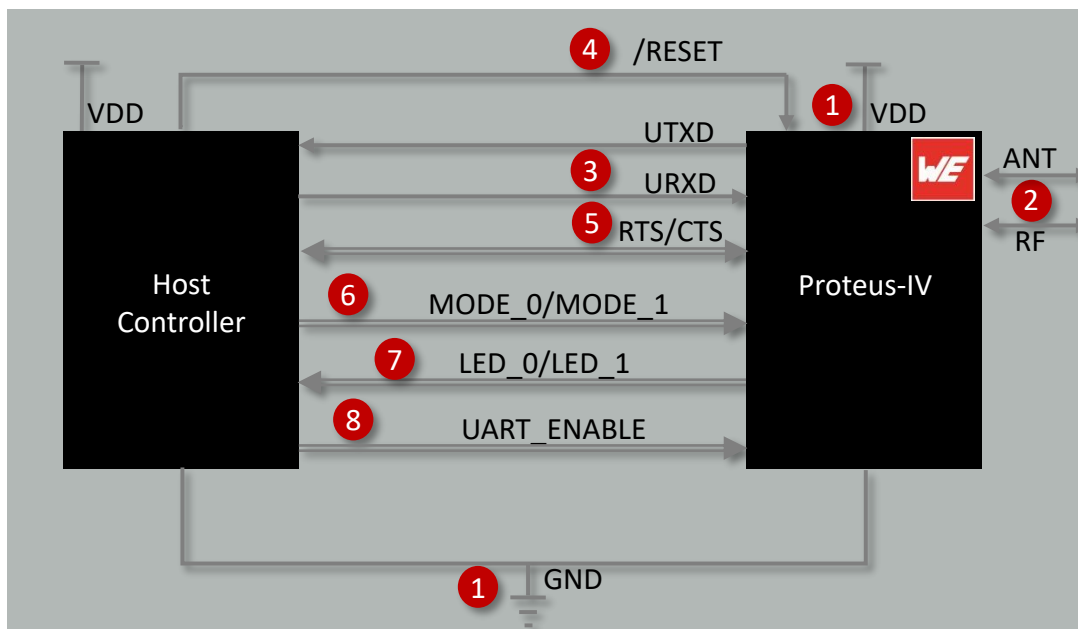 4
/RESET
VDD
1
VDD
UTXD
WE
ANT
3
URXD
2
5
RTS/CTS
RF
Host
Controller
Proteus-IV
6
MODE_0/MODE_1
7
LED_0/LED_1
8
UART_ENABLE
1
GND